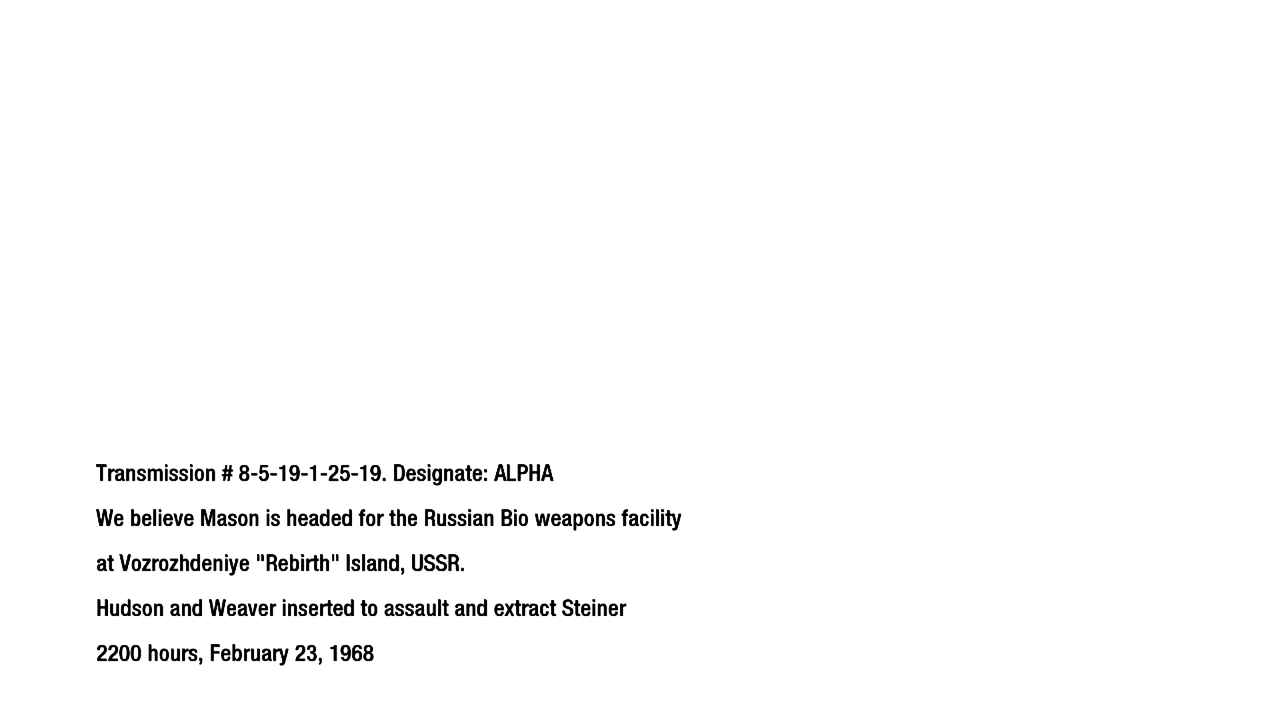 Transmission # 8-5-19-1-25-19. Designate: ALPHA
We believe Mason is headed for the Russian Bio weapons facility
at Vozrozhdeniye "Rebirth" Island, USSR.
Hudson and Weaver inserted to assault and extract Steiner
2200 hours, February 23, 1968